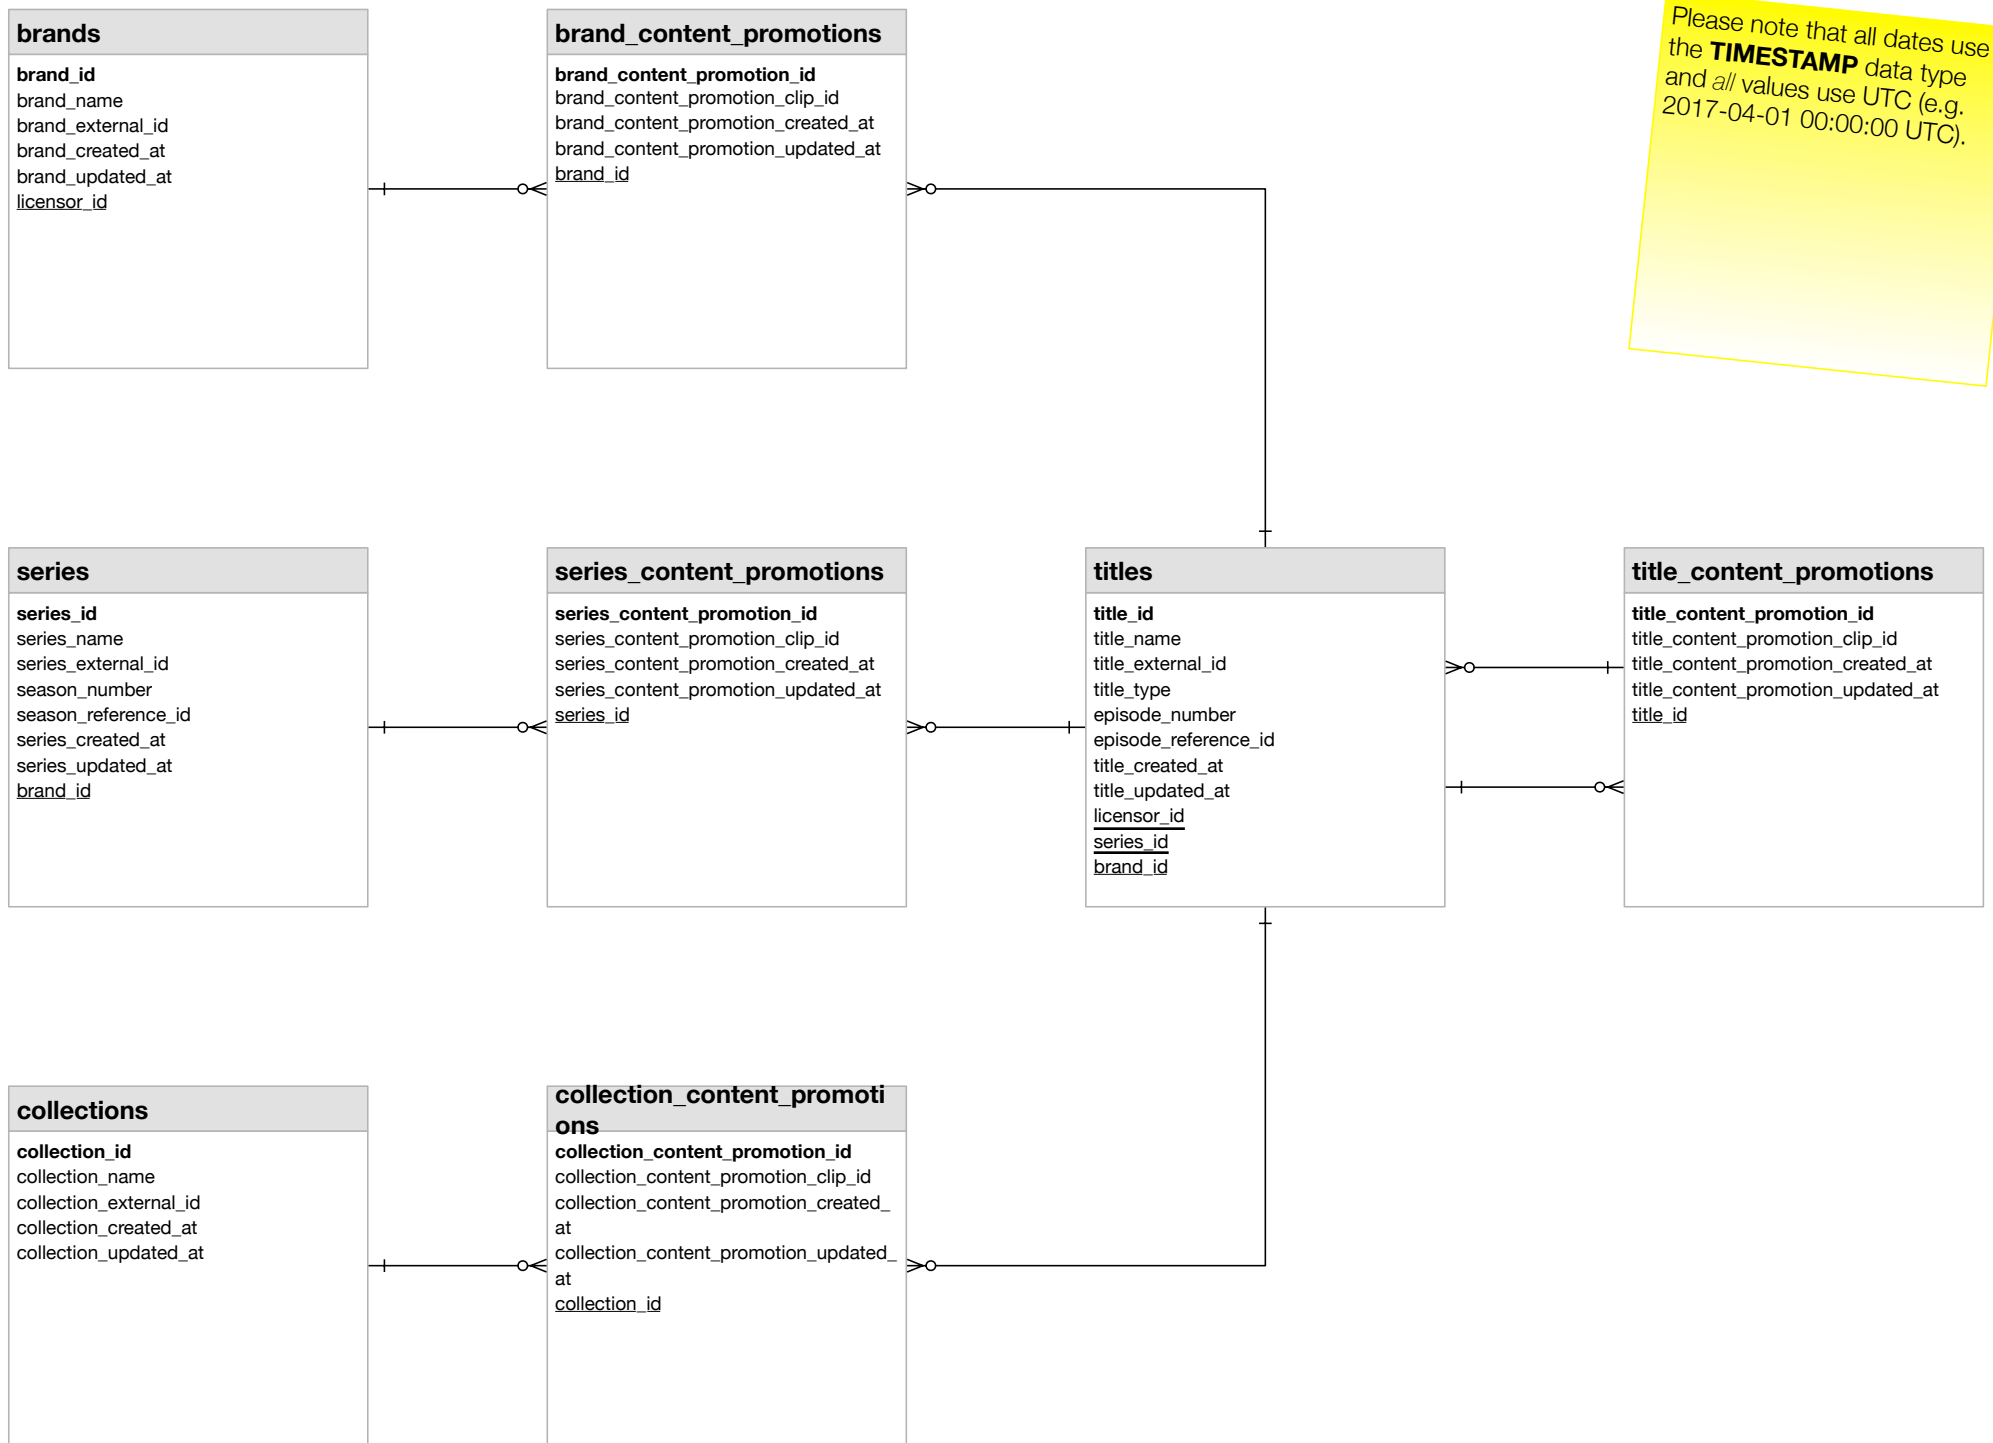 brands
brand_id
brand_name
brand_external_id
brand_created_at
brand_updated_at
licensor_id
brand_content_promotions
brand_content_promotion_id
brand_content_promotion_clip_id
brand_content_promotion_created_at
brand_content_promotion_updated_at
brand_id
Please note that all dates use
the TIMESTAMP data type
and all values use UTC (e.g.
2017-04-01 00:00:00 UTC).
series
series_id
series_name
series_external_id
season_number
season_reference_id
series_created_at
series_updated_at
brand_id
series_content_promotions
series_content_promotion_id
series_content_promotion_clip_id
series_content_promotion_created_at
series_content_promotion_updated_at
series_id
titles
title_id
title_name
title_external_id
title_type
episode_number
episode_reference_id
title_created_at
title_updated_at
licensor_id
series_id
brand_id
title_content_promotions
title_content_promotion_id
title_content_promotion_clip_id
title_content_promotion_created_at
title_content_promotion_updated_at
title_id
collections
collection_id
collection_name
collection_external_id
collection_created_at
collection_updated_at
collection_content_promoti
ons
collection_content_promotion_id
collection_content_promotion_clip_id
collection_content_promotion_created_
at
collection_content_promotion_updated_
at
collection_id